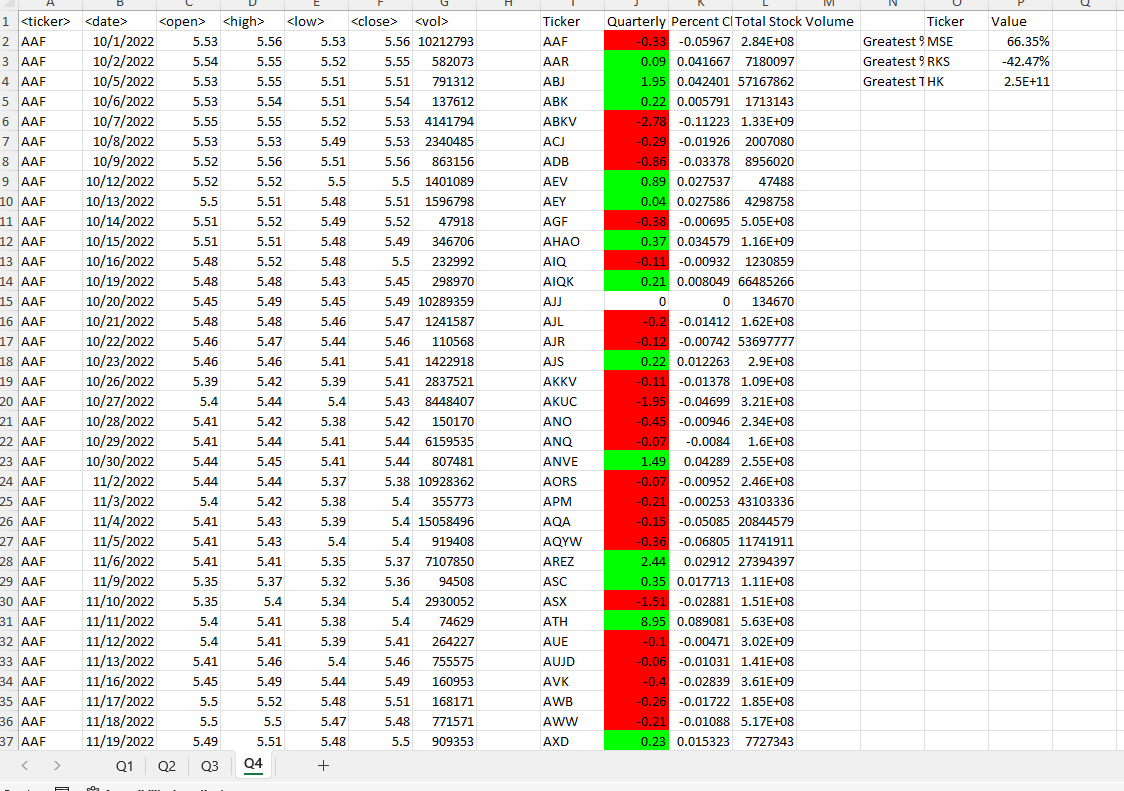 A B C D E F G H I J K L M N O P Q
1 <ticker> <date> <open> <high> <low> <close> <vol> Ticker Quarterly Percent C Total Stock Volume Ticker Value
2 AAF 10/1/2022 5.53 5.56 5.53 5.56 10212793 AAF -0.33 -0.05967 2.84E+08 Greatest % MSE 66.35%
3 AAF 10/2/2022 5.54 5.55 5.52 5.55 582073 AAR 0.09 0.041667 7180097 Greatest % RKS -42.47%
4 AAF 10/5/2022 5.53 5.55 5.51 5.51 791312 ABJ 1.95 0.042401 57167862 Greatest T HK 2.5E+11
5 AAF 10/6/2022 5.53 5.54 5.51 5.54 137612 ABK 0.22 0.005791 1713143
6 AAF 10/7/2022 5.55 5.55 5.52 5.53 4141794 ABKV -2.78 -0.11223 1.33E+09
7 AAF 10/8/2022 5.53 5.53 5.49 5.53 2340485 ACJ -0.29 -0.01926 2007080
8 AAF 10/9/2022 5.52 5.56 5.51 5.56 863156 ADB -0.86 -0.03378 8956020
9 AAF 10/12/2022 5.52 5.52 5.5 5.5 1401089 AEV 0.89 0.027537 47488
10 AAF 10/13/2022 5.5 5.51 5.48 5.51 1596798 AEY 0.04 0.027586 4298758
11 AAF 10/14/2022 5.51 5.52 5.49 5.52 47918 AGF -0.38 -0.00695 5.05E+08
12 AAF 10/15/2022 5.51 5.51 5.48 5.49 346706 AHAO 0.37 0.034579 1.16E+09
13 AAF 10/16/2022 5.48 5.52 5.48 5.5 232992 AIQ -0.11 -0.00932 1230859
14 AAF 10/19/2022 5.48 5.48 5.43 5.45 298970 AIQK 0.21 0.008049 66485266
15 AAF 10/20/2022 5.45 5.49 5.45 5.49 10289359 AJJ 0 0 134670
16 AAF 10/21/2022 5.48 5.48 5.46 5.47 1241587 AJL -0.2 -0.01412 1.62E+08
17 AAF 10/22/2022 5.46 5.47 5.44 5.46 110568 AJR -0.12 -0.00742 53697777
18 AAF 10/23/2022 5.46 5.46 5.41 5.41 1422918 AJS 0.22 0.012263 2.9E+08
19 AAF 10/26/2022 5.39 5.42 5.39 5.41 2837521 AKKV -0.11 -0.01378 1.09E+08
20 AAF 10/27/2022 5.4 5.44 5.4 5.43 8448407 AKUC -1.95 -0.04699 3.21E+08
21 AAF 10/28/2022 5.41 5.42 5.38 5.42 150170 ANO -0.45 -0.00946 2.34E+08
22 AAF 10/29/2022 5.41 5.44 5.41 5.44 6159535 ANQ -0.07 -0.0084 1.6E+08
23 AAF 10/30/2022 5.44 5.45 5.41 5.44 807481 ANVE 1.49 0.04289 2.55E+08
24 AAF 11/2/2022 5.44 5.44 5.37 5.38 10928362 AORS -0.07 -0.00952 2.46E+08
25 AAF 11/3/2022 5.4 5.42 5.38 5.4 355773 APM -0.21 -0.00253 43103336
26 AAF 11/4/2022 5.41 5.43 5.39 5.4 15058496 AQA -0.15 -0.05085 20844579
27 AAF 11/5/2022 5.41 5.43 5.4 5.4 919408 AQYW -0.36 -0.06805 11741911
28 AAF 11/6/2022 5.41 5.41 5.35 5.37 7107850 AREZ 2.44 0.02912 27394397
29 AAF 11/9/2022 5.35 5.37 5.32 5.36 94508 ASC 0.35 0.017713 1.11E+08
30 AAF 11/10/2022 5.35 5.4 5.34 5.4 2930052 ASX -1.51 -0.02881 1.51E+08
31 AAF 11/11/2022 5.4 5.41 5.38 5.4 74629 ATH 8.95 0.089081 5.63E+08
32 AAF 11/12/2022 5.4 5.41 5.39 5.41 264227 AUE -0.1 -0.00471 3.02E+09
33 AAF 11/13/2022 5.41 5.46 5.4 5.46 755575 AUJD -0.06 -0.01031 1.41E+08
34 AAF 11/16/2022 5.45 5.49 5.44 5.49 160953 AVK -0.4 -0.02839 3.61E+09
35 AAF 11/17/2022 5.5 5.52 5.48 5.51 168171 AWB -0.26 -0.01722 1.85E+08
36 AAF 11/18/2022 5.5 5.5 5.47 5.48 771571 AWW -0.21 -0.01088 5.17E+08
37 AAF 11/19/2022 5.49 5.51 5.48 5.5 909353 AXD 0.23 0.015323 7727343
Q1 Q2 Q3 Q4 +